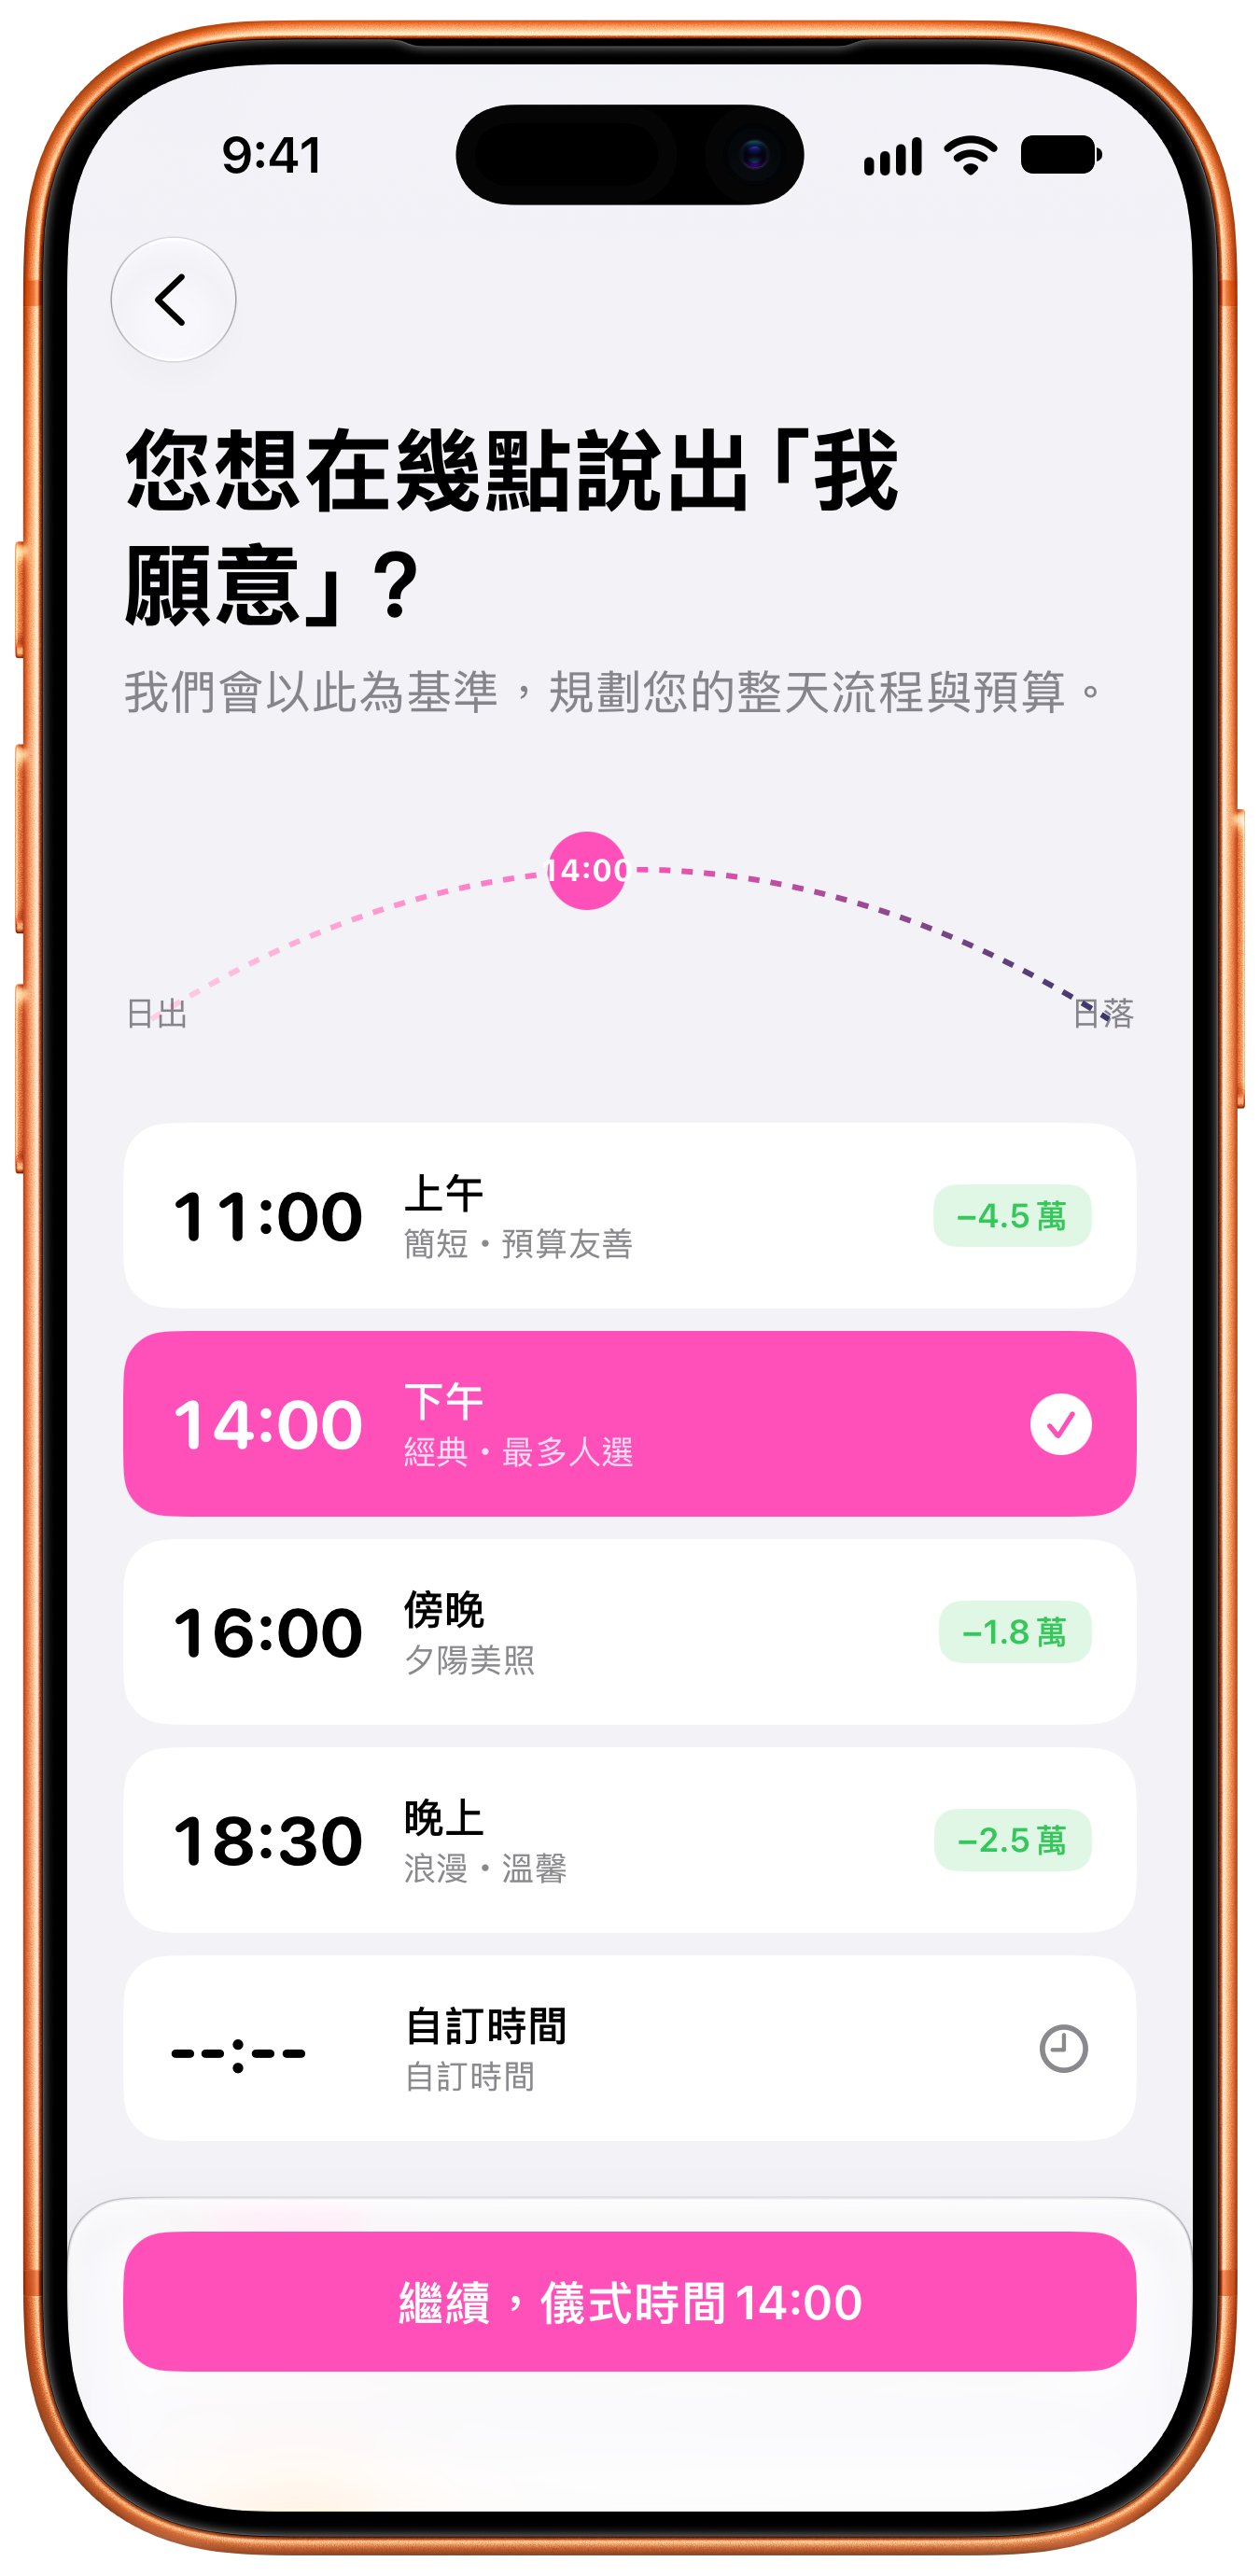 9:41
您想在幾點說出「我
願意」?
我們會以此為基準，規劃您的整天流程與預算。
14:00
日出
日落
11:00
上午
簡短・預算友善
−4.5 萬
14:00
下午
經典・最多人選
16:00
傍晚
夕陽美照
−1.8 萬
18:30
晚上
浪漫・溫馨
−2.5 萬
--:--
自訂時間
自訂時間
繼續，儀式時間 14:00